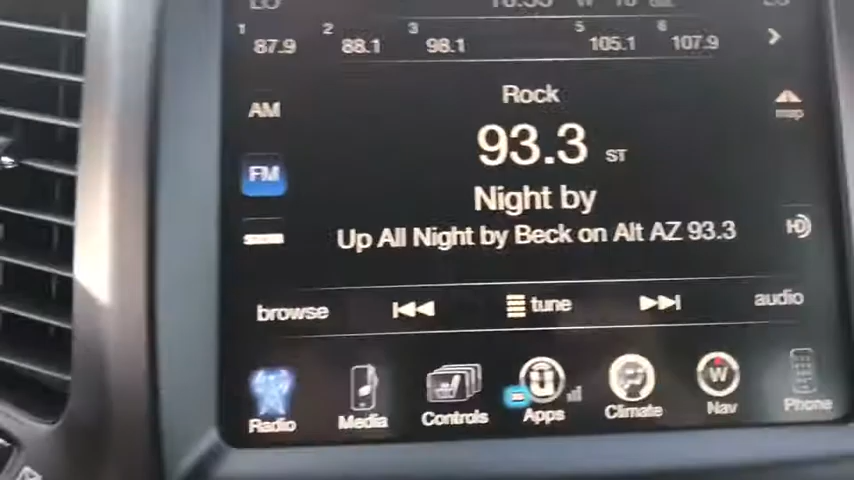 1 87.9 2 88.1 3 98.1 5 105.1 6 107.9
Rock
AM
map
93.3 ST
FM
Night by
Up All Night by Beck on Alt AZ 93.3
HD
browse tune audio
W
Radio Media Controls Apps Climate Nav Phone